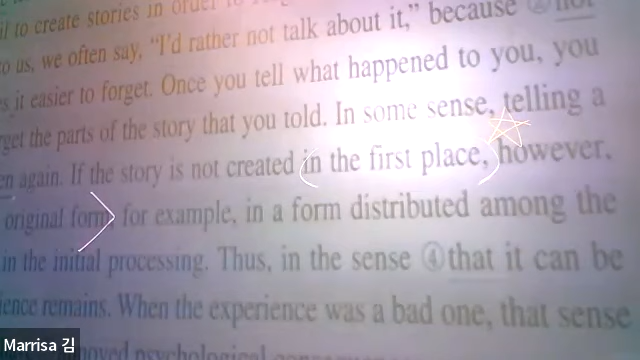 to create stories in order to
to us, we often say, "I'd rather not talk about it," because ② not
it easier to forget. Once you tell what happened to you, you
get the parts of the story that you told. In some sense, telling a
again. If the story is not created in the first place, however,
original form, for example, in a form distributed among the
in the initial processing. Thus, in the sense ④that it can be
ience remains. When the experience was a bad one, that sense
psychological
Marrisa 김